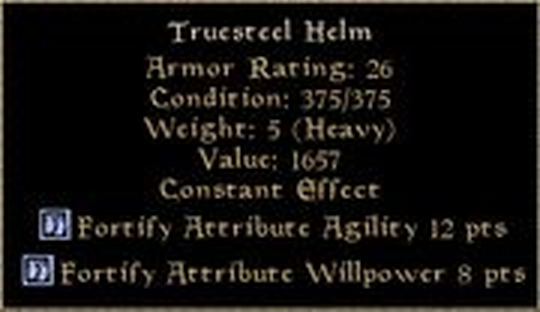 Truesteel Helm
Armor Rating: 26
Condition: 375/375
Weight: 5 (Heavy)
Value: 1657
Constant Effect
Fortify Attribute Agility 12 pts
Fortify Attribute Willpower 8 pts